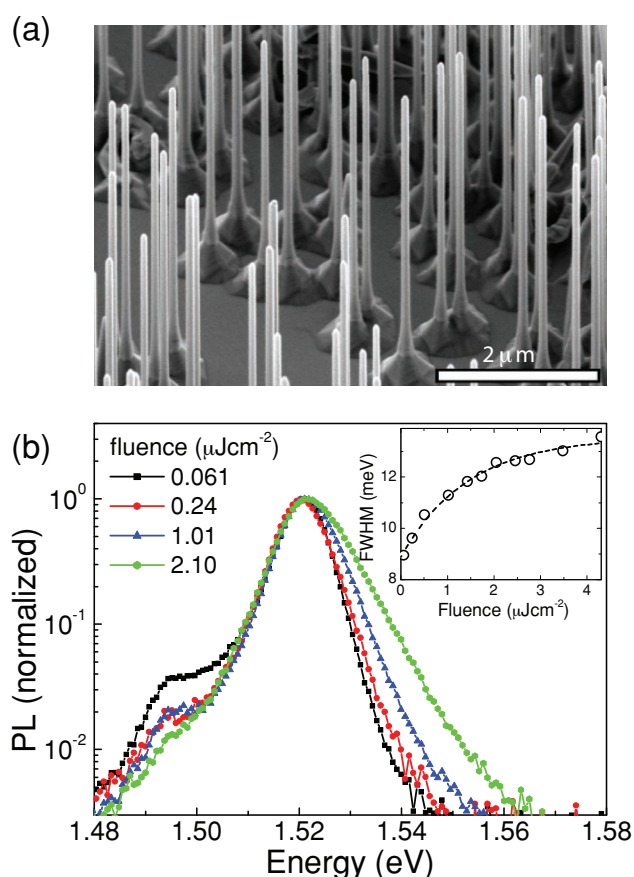 (a)
2 μm
(b)
fluence (μJcm-2)
0.061
0.24
1.01
2.10
PL (normalized)
10^0
10^-1
10^-2
1.48 1.50 1.52 1.54 1.56 1.58
Energy (eV)
FWHM (meV)
12
10
8
0 1 2 3 4
Fluence (μJcm-2)